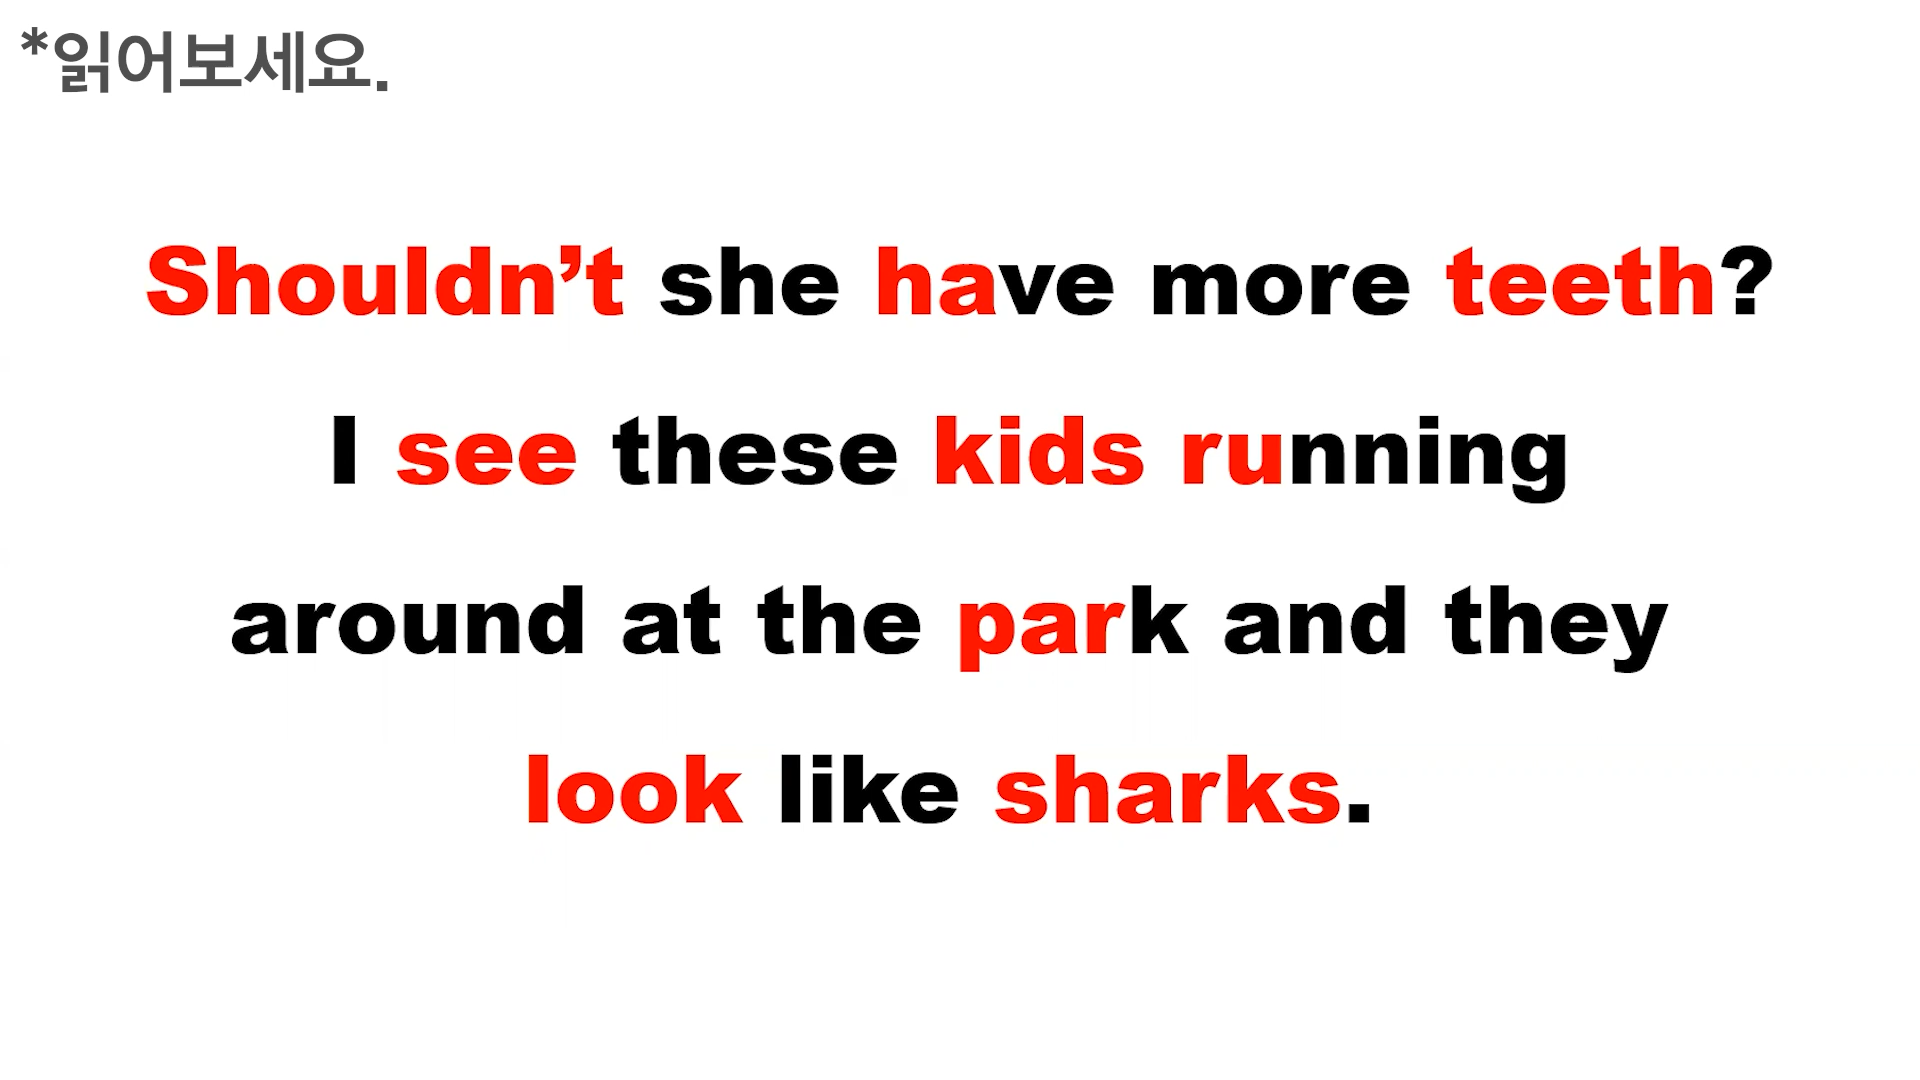 *읽어보세요.
Shouldn’t she have more teeth?
I see these kids running
around at the park and they
look like sharks.